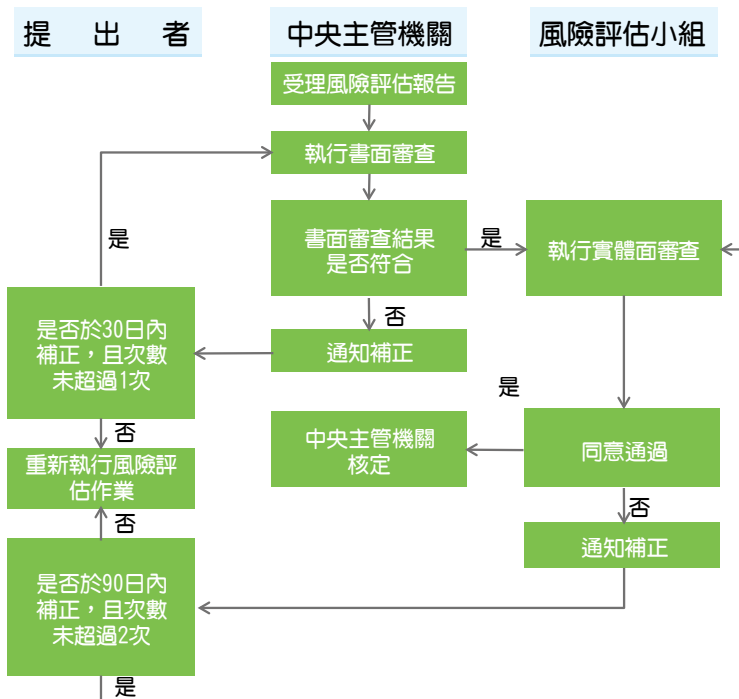 提 出 者
中央主管機關
風險評估小組
受理風險評估報告
執行書面審查
是
書面審查結果
是否符合
是
執行實體面審查
否
是否於30日內
補正，且次數
未超過1次
通知補正
是
否
中央主管機關
核定
同意通過
重新執行風險評
估作業
否
否
通知補正
是否於90日內
補正，且次數
未超過2次
是